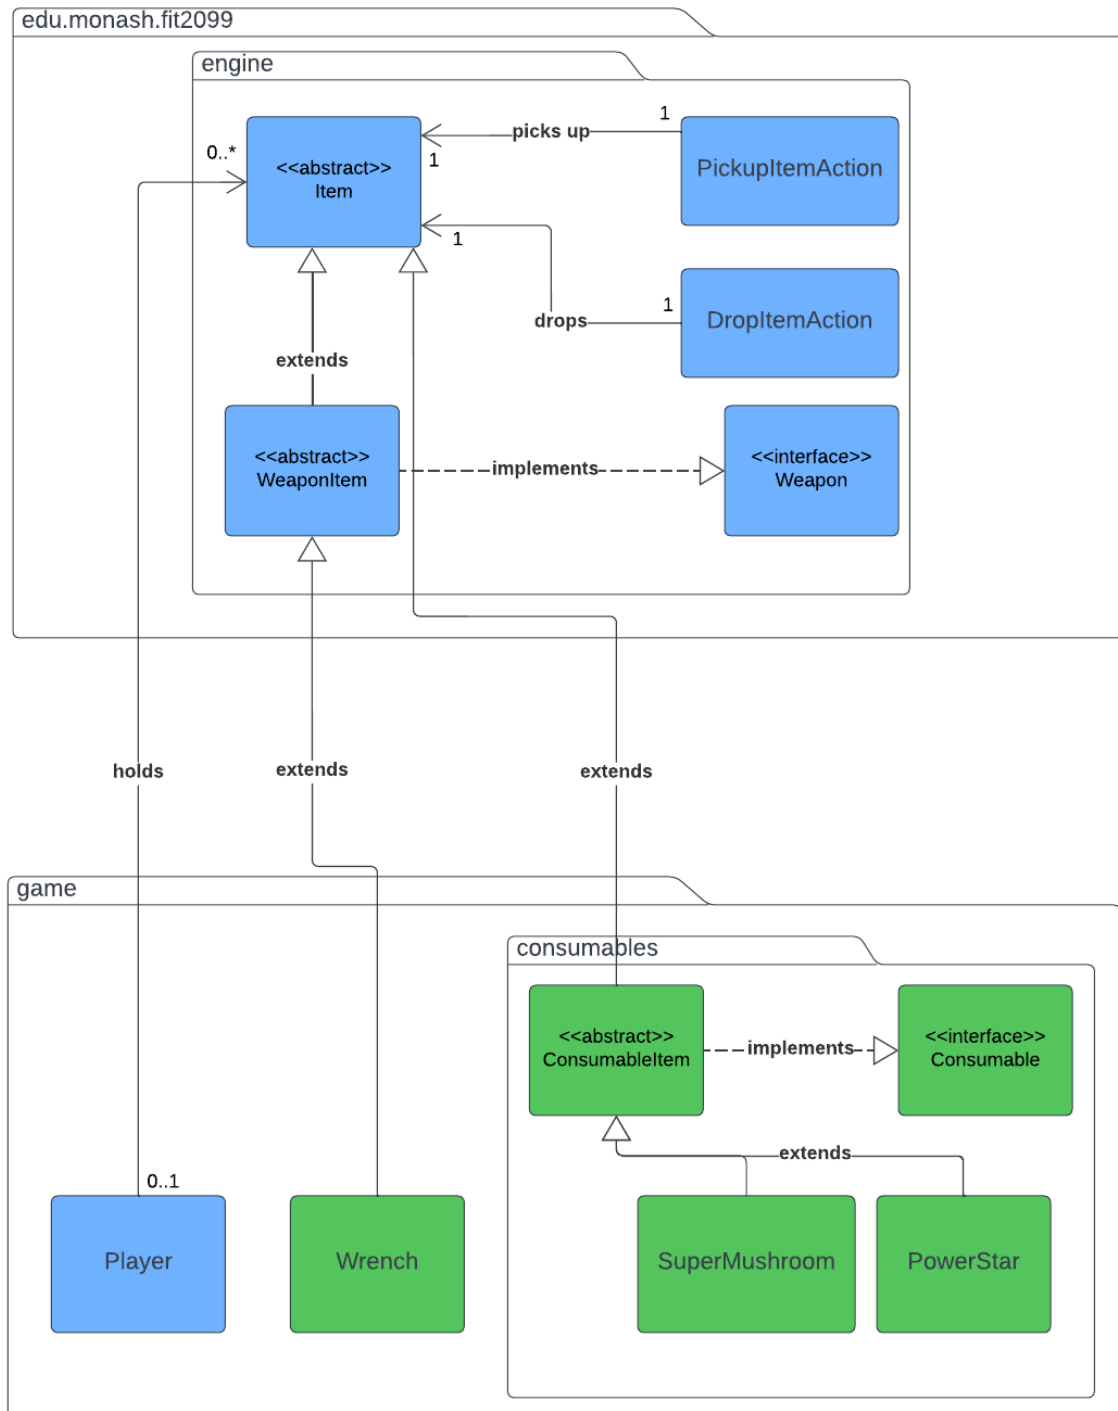 edu.monash.fit2099
engine
<<abstract>>
Item
0..*
1
picks up
1
PickupItemAction
1
drops
1
DropItemAction
extends
<<abstract>>
WeaponItem
implements
<<interface>>
Weapon
holds
extends
extends
game
consumables
<<abstract>>
ConsumableItem
implements
<<interface>>
Consumable
extends
0..1
Player
Wrench
SuperMushroom
PowerStar